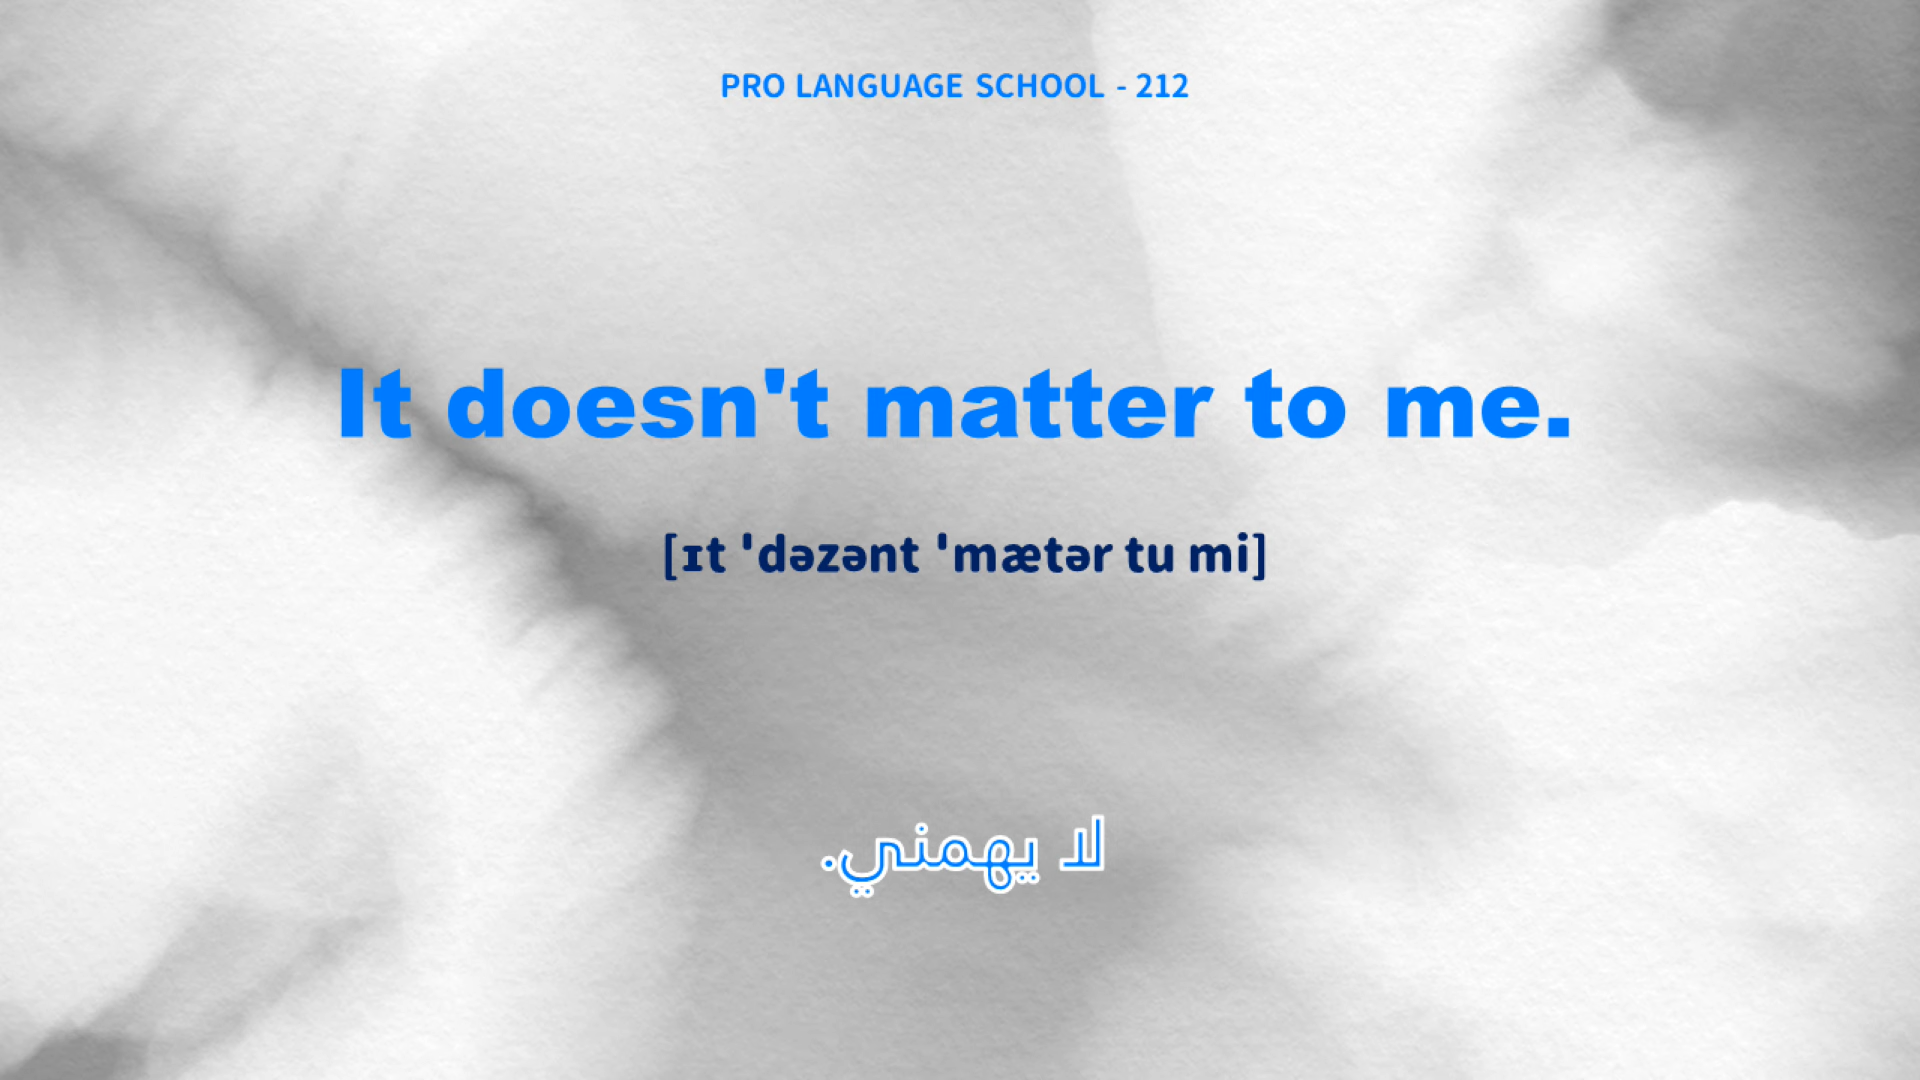 PRO LANGUAGE SCHOOL - 212
It doesn't matter to me.
[ɪt ˈdəzənt ˈmætər tu mi]
لا يهمني.